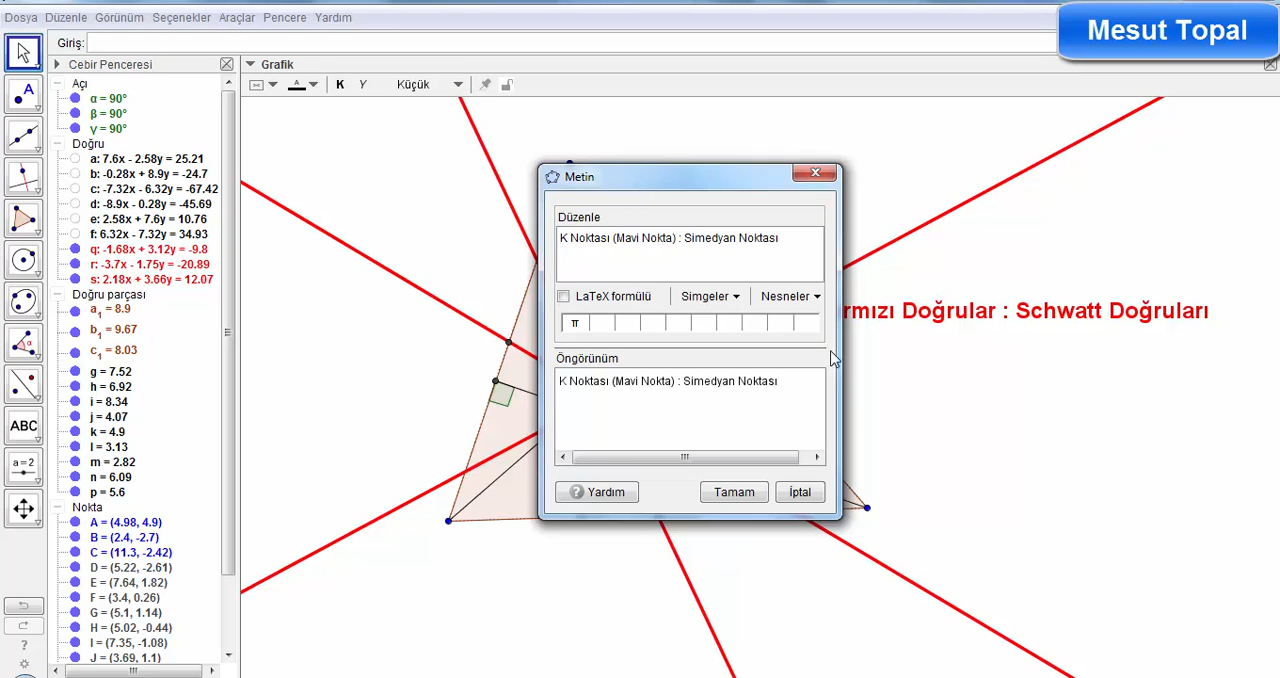 Dosya Düzenle Görünüm Seçenekler Araçlar Pencere Yardım
Mesut Topal
Giriş:
Cebir Penceresi
Grafik
K Y Küçük
Açı
α = 90°
β = 90°
γ = 90°
Doğru
a: 7.6x - 2.58y = 25.21
b: -0.28x + 8.9y = -24.7
c: -7.32x - 6.32y = -67.42
d: -8.9x - 0.28y = -45.69
e: 2.58x + 7.6y = 10.76
f: 6.32x - 7.32y = 34.93
q: -1.68x + 3.12y = -9.8
r: -3.7x - 1.75y = -20.89
s: 2.18x + 3.66y = 12.07
Doğru parçası
a₁ = 8.9
b₁ = 9.67
c₁ = 8.03
g = 7.52
h = 6.92
i = 8.34
j = 4.07
k = 4.9
l = 3.13
m = 2.82
n = 6.09
p = 5.6
Nokta
A = (4.98, 4.9)
B = (2.4, -2.7)
C = (11.3, -2.42)
D = (5.22, -2.61)
E = (7.64, 1.82)
F = (3.4, 0.26)
G = (5.1, 1.14)
H = (5.02, -0.44)
I = (7.35, -1.08)
J = (3.69, 1.1)
A
ABC
a=2
α
Metin
Düzenle
K Noktası (Mavi Nokta) : Simedyan Noktası
LaTeX formülü Simgeler Nesneler
π
Öngörünüm
K Noktası (Mavi Nokta) : Simedyan Noktası
? Yardım Tamam İptal
rmızı Doğrular : Schwatt Doğruları
?